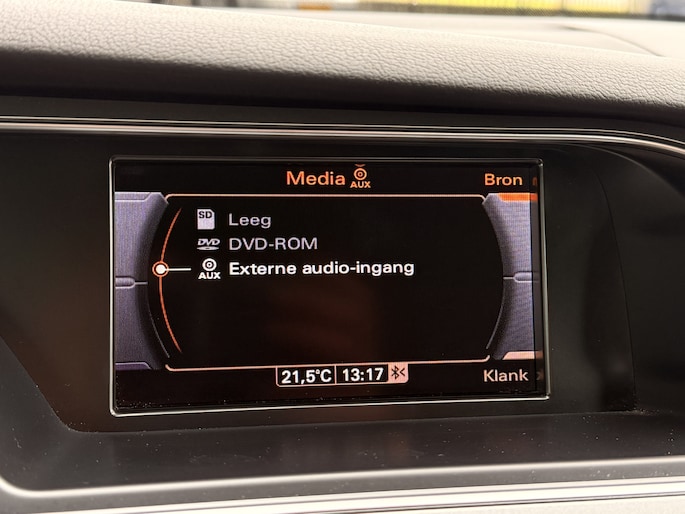 Media AUX Bron
SD Leeg
DVD DVD-ROM
AUX Externe audio-ingang
21,5°C 13:17 Klank